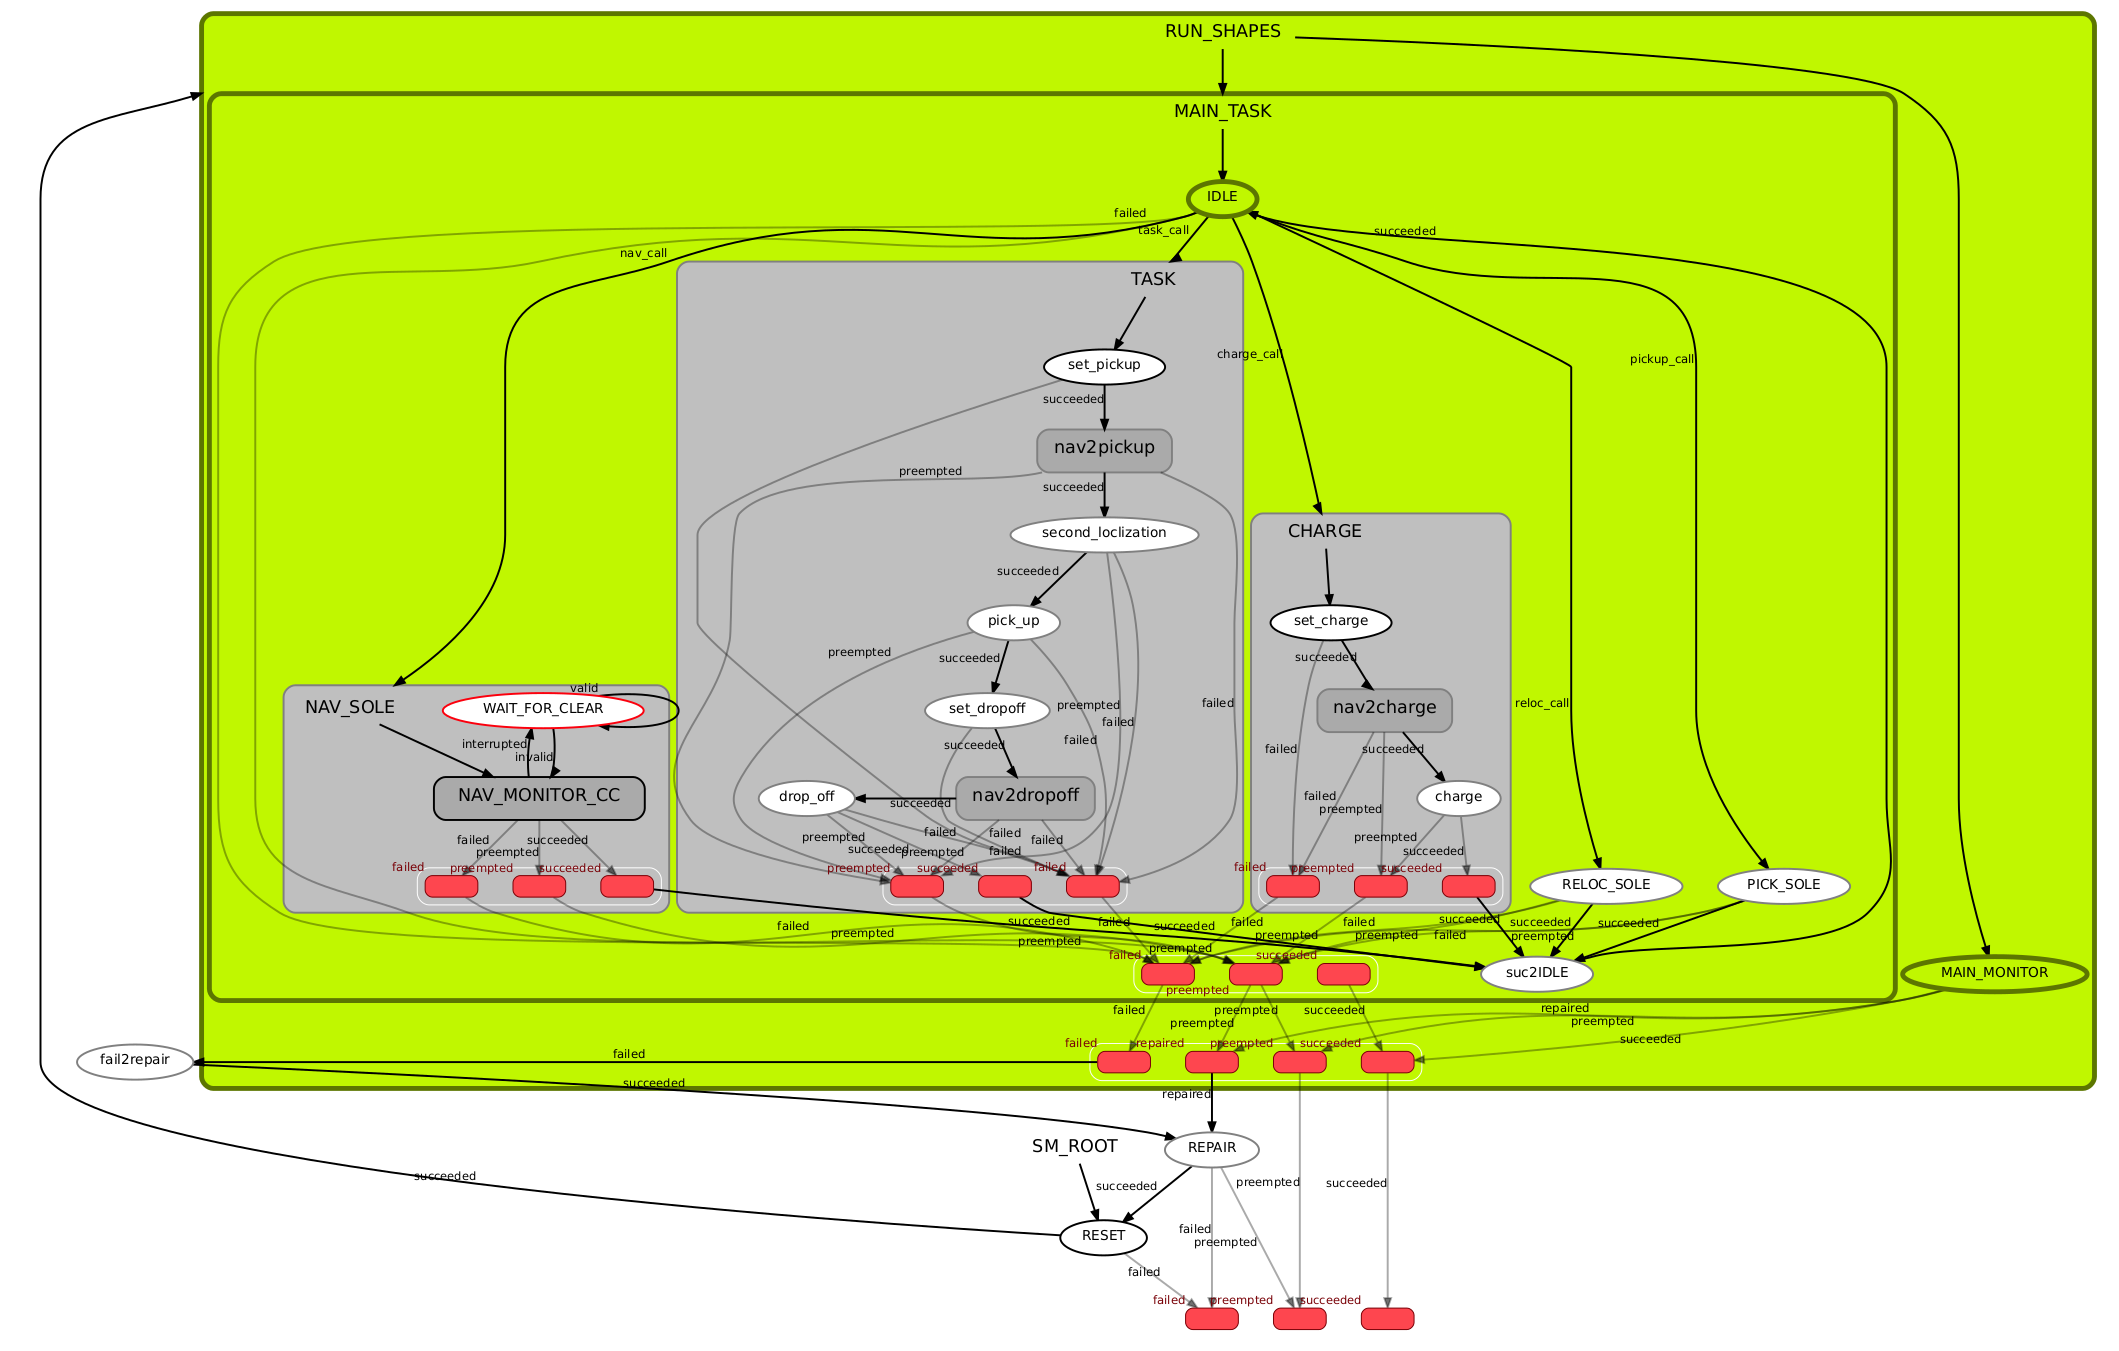 RUN_SHAPES
MAIN_TASK
IDLE
failed
task_call
succeeded
nav_call
TASK
charge_call
pickup_call
set_pickup
succeeded
nav2pickup
preempted
succeeded
second_loclization
CHARGE
succeeded
pick_up
set_charge
preempted
succeeded
succeeded
valid
NAV_SOLE
WAIT_FOR_CLEAR
set_dropoff
preempted
failed
failed
failed
nav2charge
reloc_call
interrupted
invalid
succeeded
failed
succeeded
NAV_MONITOR_CC
drop_off
nav2dropoff
charge
succeeded
failed
preempted
failed
preempted
succeeded
preempted
succeeded
failed
preempted
failed
failed
failed
preempted
succeeded
failed
preempted
succeeded
preempted
succeeded
failed
failed
preempted
succeeded
RELOC_SOLE
PICK_SOLE
failed
preempted
succeeded
preempted
failed
succeeded
preempted
failed
preempted
failed
preempted
succeeded
failed
succeeded
preempted
succeeded
failed
succeeded
preempted
suc2IDLE
MAIN_MONITOR
failed
preempted
preempted
succeeded
repaired
preempted
succeeded
failed
repaired
preempted
succeeded
fail2repair
failed
succeeded
repaired
SM_ROOT
REPAIR
succeeded
succeeded
preempted
succeeded
RESET
failed
preempted
failed
failed
preempted
succeeded